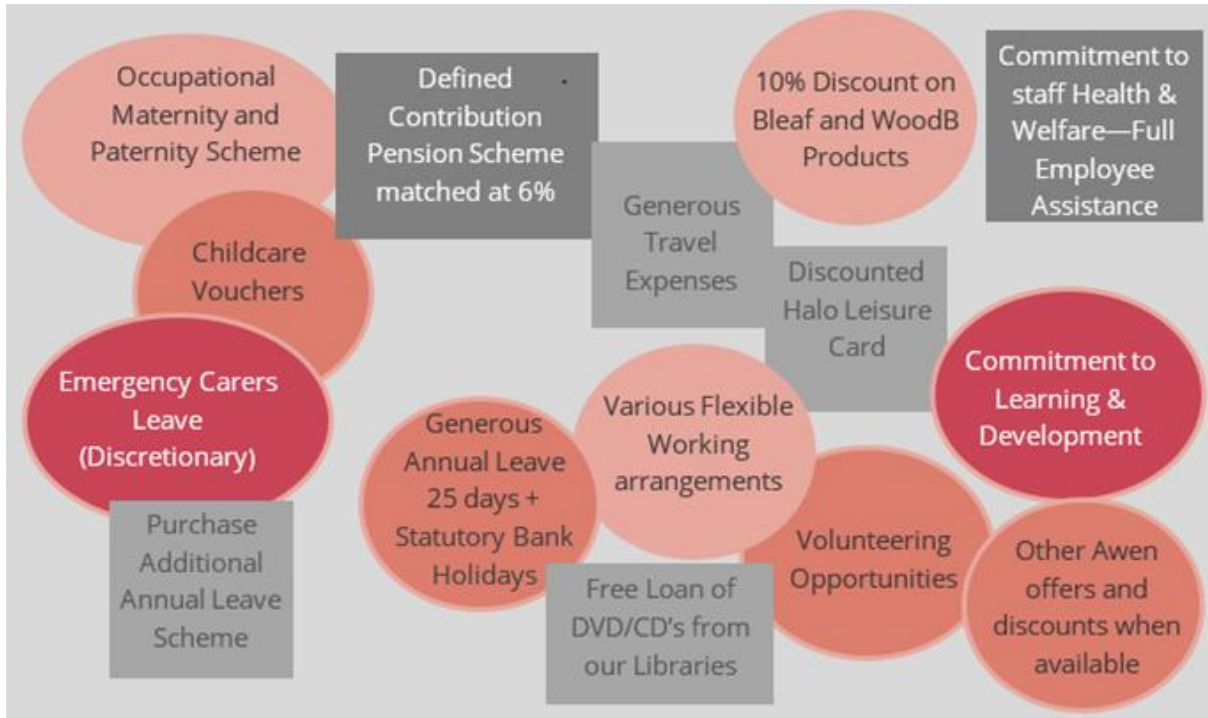 Occupational
Maternity and
Paternity Scheme
Defined
Contribution
Pension Scheme
matched at 6%
10% Discount on
Bleaf and WoodB
Products
Commitment to
staff Health &
Welfare—Full
Employee
Assistance
Generous
Travel
Expenses
Childcare
Vouchers
Discounted
Halo Leisure
Card
Emergency Carers
Leave
(Discretionary)
Commitment to
Learning &
Development
Various Flexible
Working
arrangements
Generous
Annual Leave
25 days +
Statutory Bank
Holidays
Purchase
Additional
Annual Leave
Scheme
Volunteering
Opportunities
Other Awen
offers and
discounts when
available
Free Loan of
DVD/CD's from
our Libraries